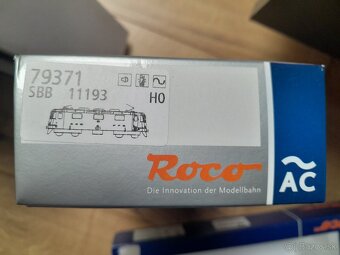 79371
SBB 11193
H0
Roco
Die Innovation der Modellbahn
AC